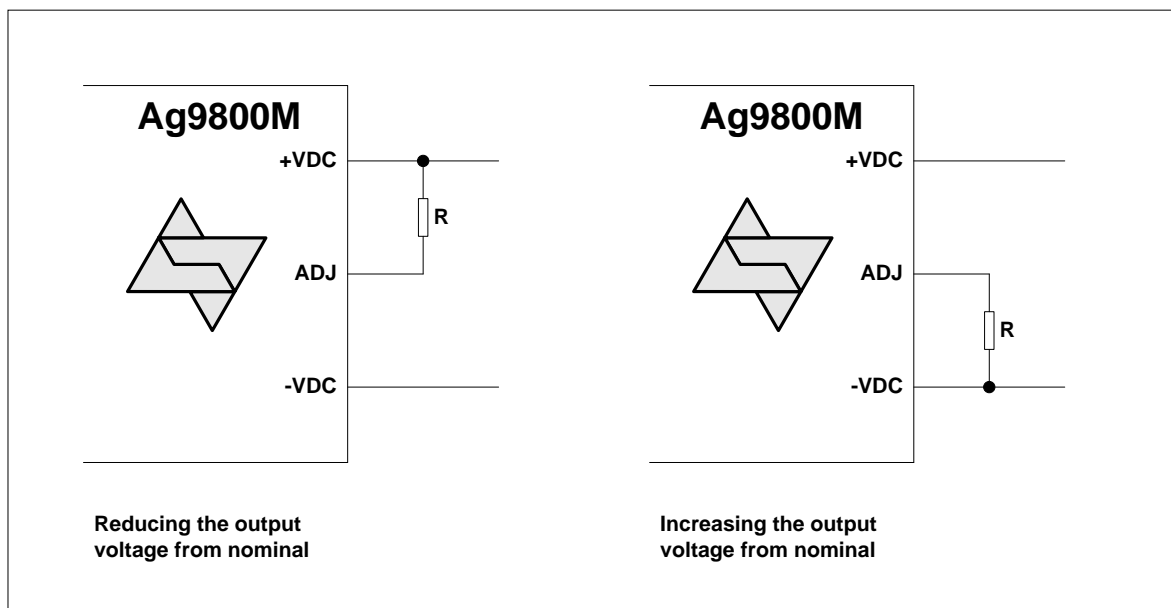 Ag9800M
+VDC
R
ADJ
-VDC
Reducing the output
voltage from nominal
Ag9800M
+VDC
ADJ
R
-VDC
Increasing the output
voltage from nominal